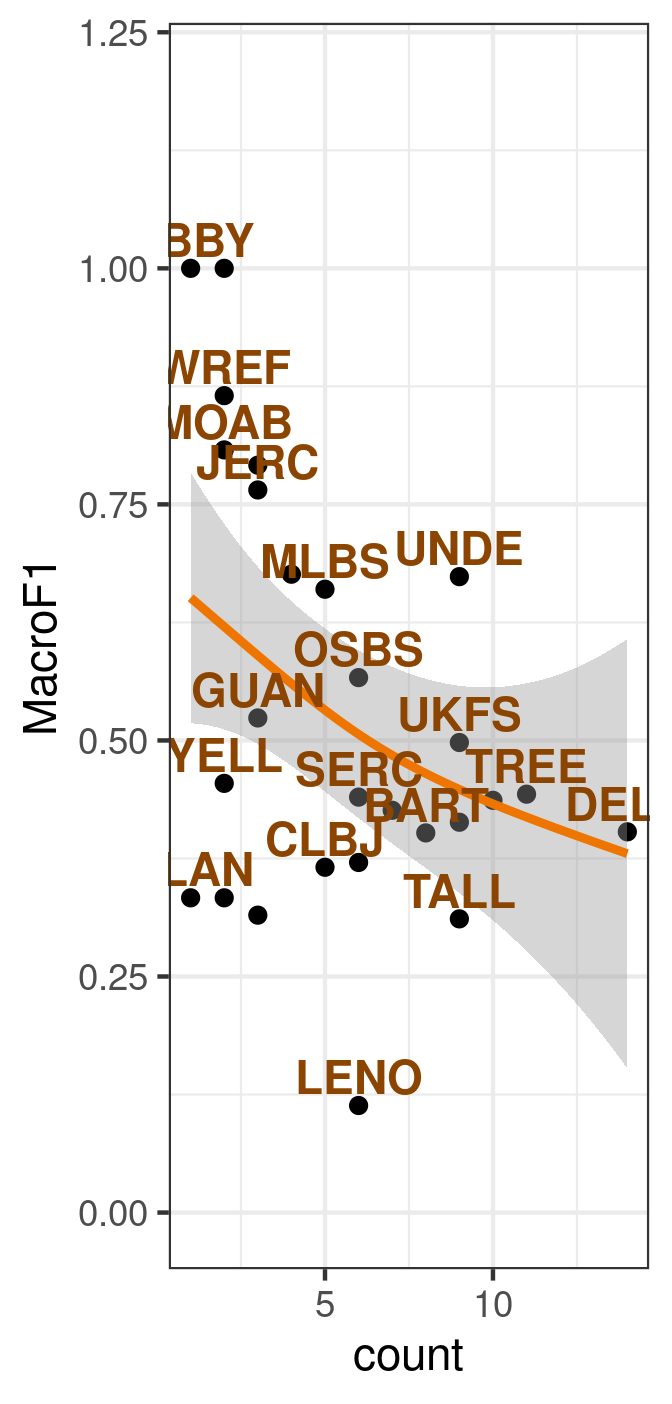 1.25
BBY
1.00
WREF
MOAB
JERC
0.75
MLBS
UNDE
OSBS
GUAN
UKFS
0.50
YELL
SERC
TREE
BART
DEL
CLBJ
LAN
TALL
0.25
LENO
0.00
MacroF1
5 10
count